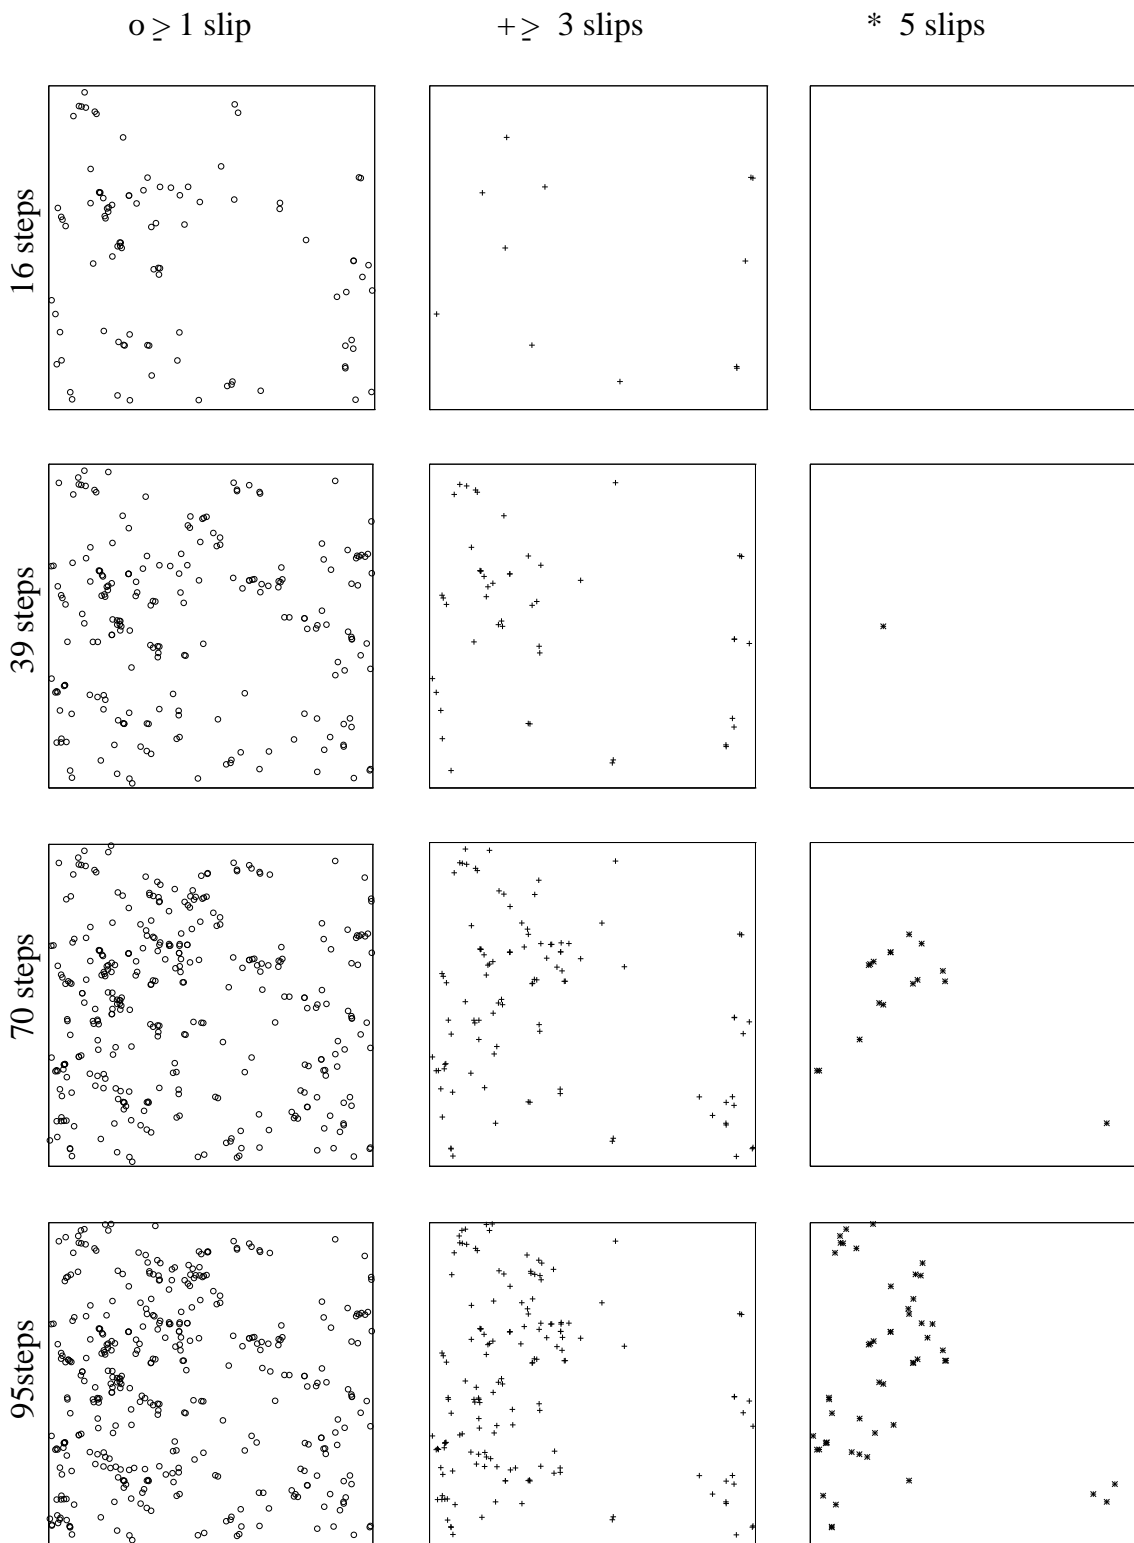 o ≥ 1 slip
+ ≥ 3 slips
* 5 slips
16 steps
39 steps
70 steps
95steps